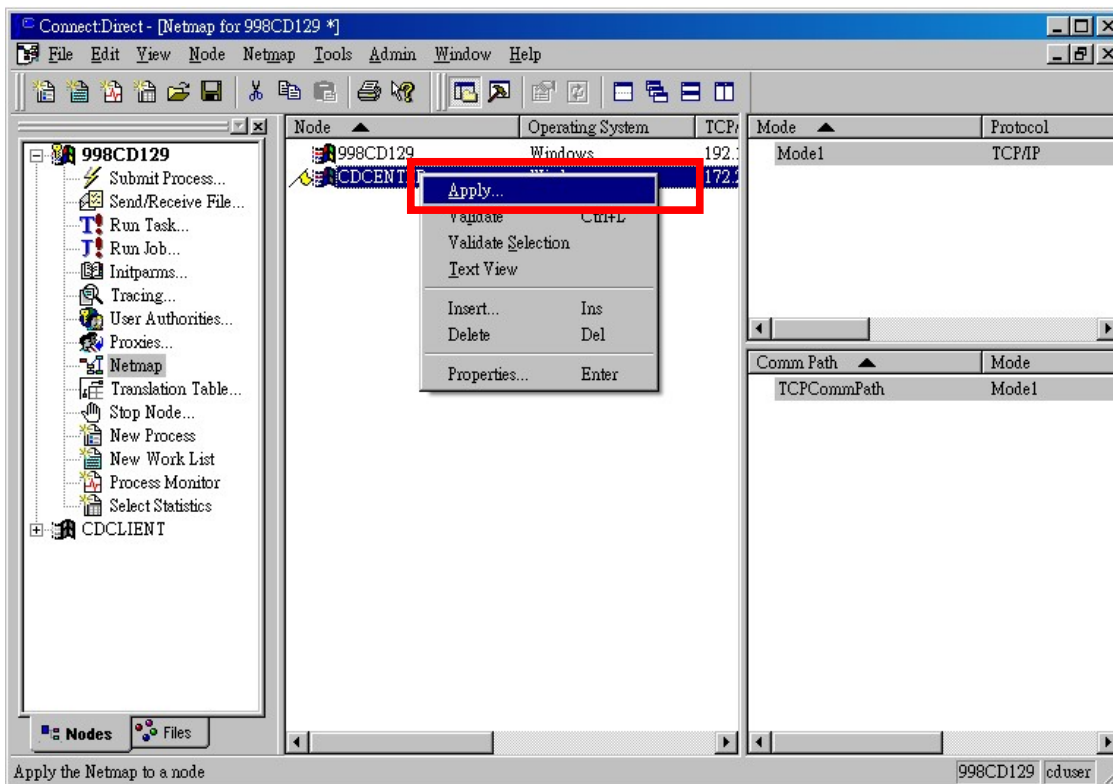 Connect:Direct - [Netmap for 998CD129 *]
File Edit View Node Netmap Tools Admin Window Help
Node Operating System TCP/
998CD129 Windows 192.1
CDCENT 172.2
Mode Protocol
Mode1 TCP/IP
998CD129
Submit Process...
Send/Receive File...
Run Task...
Run Job...
Initparms...
Tracing...
User Authorities...
Proxies...
Netmap
Translation Table...
Stop Node...
New Process
New Work List
Process Monitor
Select Statistics
CDCLIENT
Apply...
Validate Ctrl+L
Validate Selection
Text View
Insert... Ins
Delete Del
Properties... Enter
Comm Path Mode
TCPCommPath Mode1
Nodes Files
Apply the Netmap to a node 998CD129 cduser